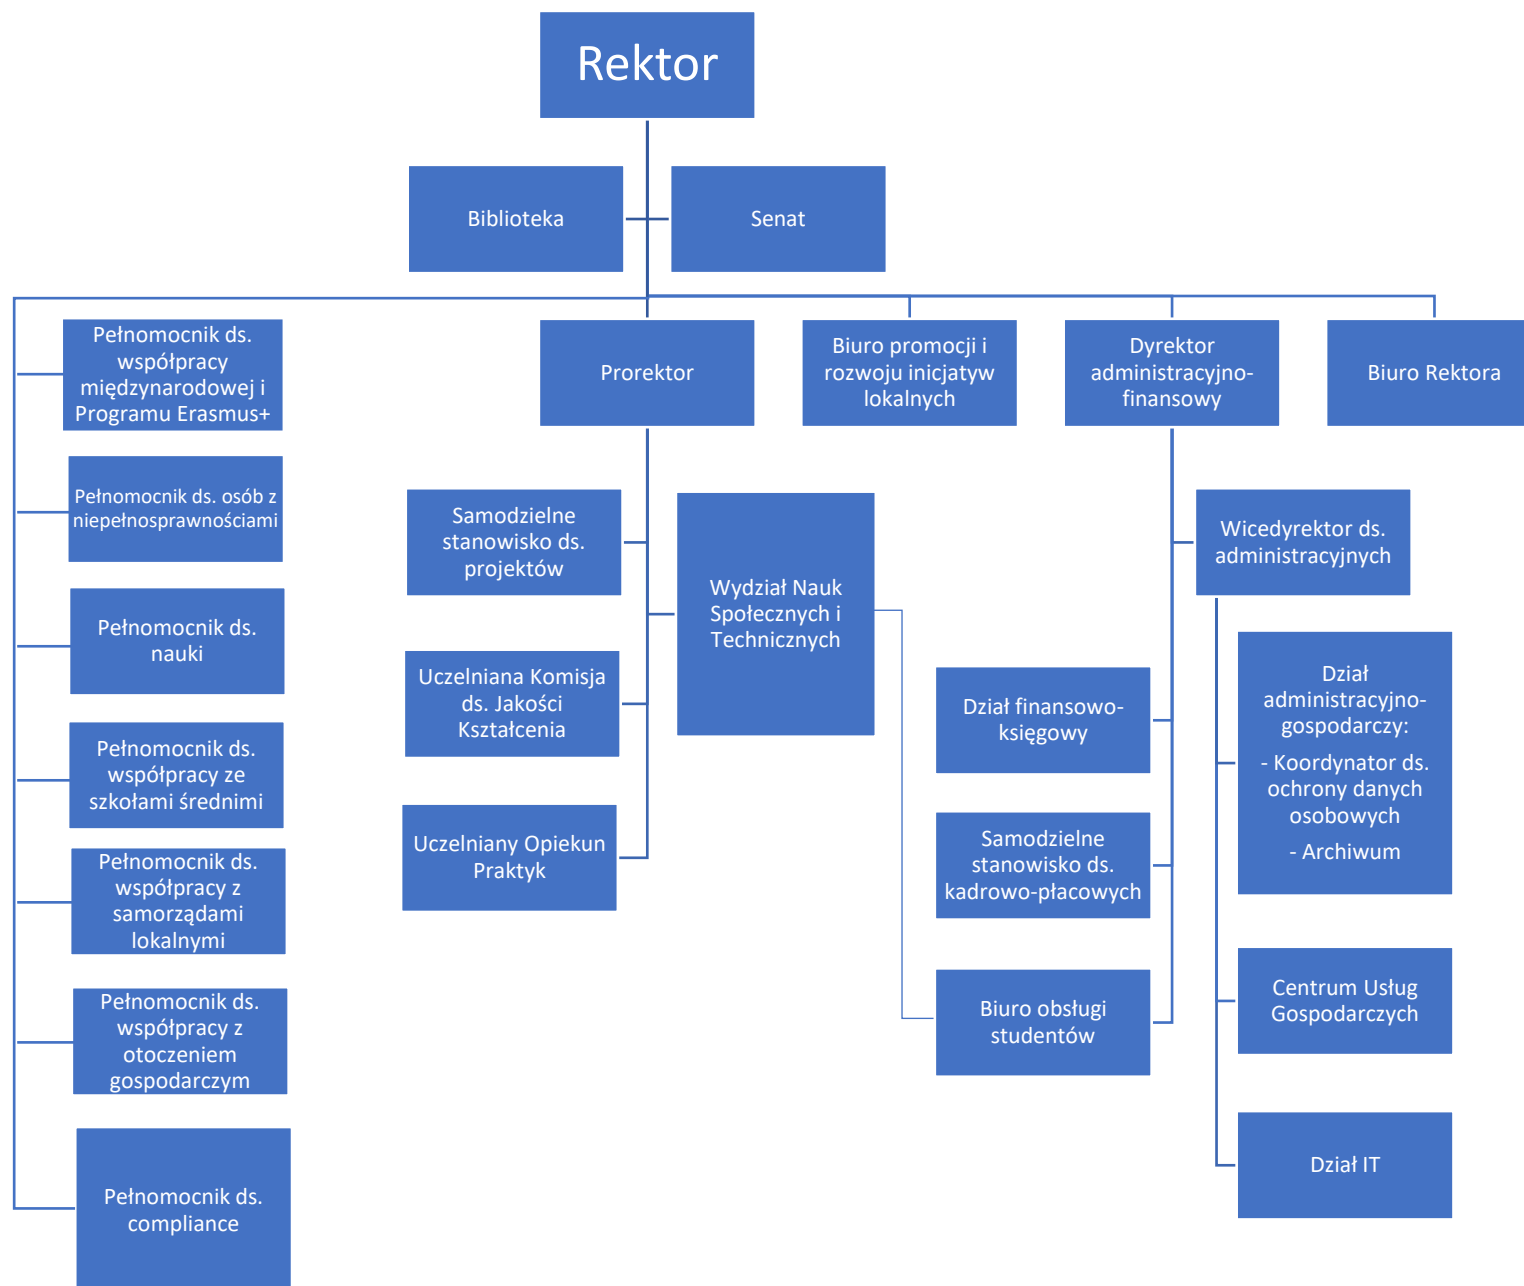 Rektor
Biblioteka
Senat
Pełnomocnik ds.
współpracy
międzynarodowej i
Programu Erasmus+
Prorektor
Biuro promocji i
rozwoju inicjatyw
lokalnych
Dyrektor
administracyjno-
finansowy
Biuro Rektora
Pełnomocnik ds. osób z
niepełnosprawnościami
Samodzielne
stanowisko ds.
projektów
Wydział Nauk
Społecznych i
Technicznych
Wicedyrektor ds.
administracyjnych
Pełnomocnik ds.
nauki
Uczelniana Komisja
ds. Jakości
Kształcenia
Dział finansowo-
księgowy
Dział
administracyjno-
gospodarczy:
- Koordynator ds.
ochrony danych
osobowych
- Archiwum
Pełnomocnik ds.
współpracy ze
szkołami średnimi
Uczelniany Opiekun
Praktyk
Samodzielne
stanowisko ds.
kadrowo-płacowych
Pełnomocnik ds.
współpracy z
samorządami
lokalnymi
Biuro obsługi
studentów
Centrum Usług
Gospodarczych
Pełnomocnik ds.
współpracy z
otoczeniem
gospodarczym
Dział IT
Pełnomocnik ds.
compliance